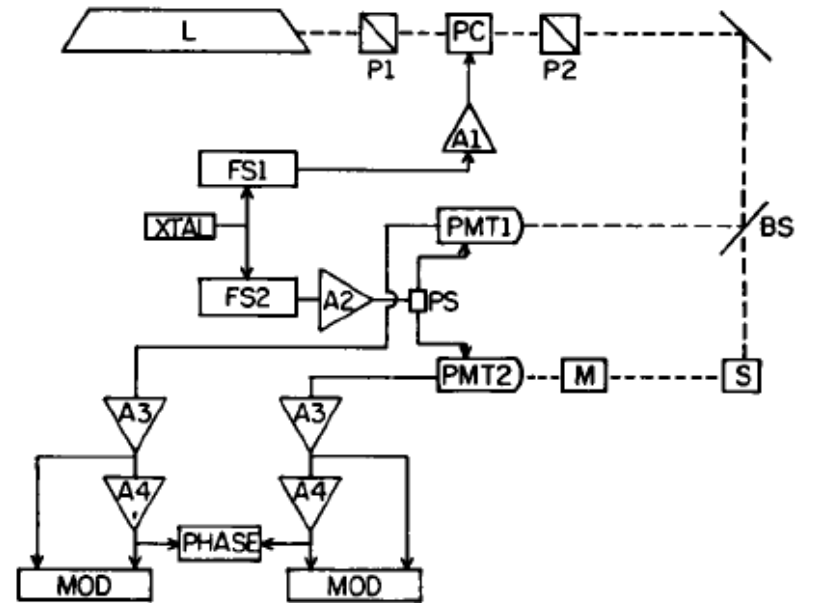 L
P1
PC
P2
A1
FS1
XTAL
PMT1
BS
FS2
A2
PS
PMT2
M
S
A3
A3
A4
A4
PHASE
MOD
MOD